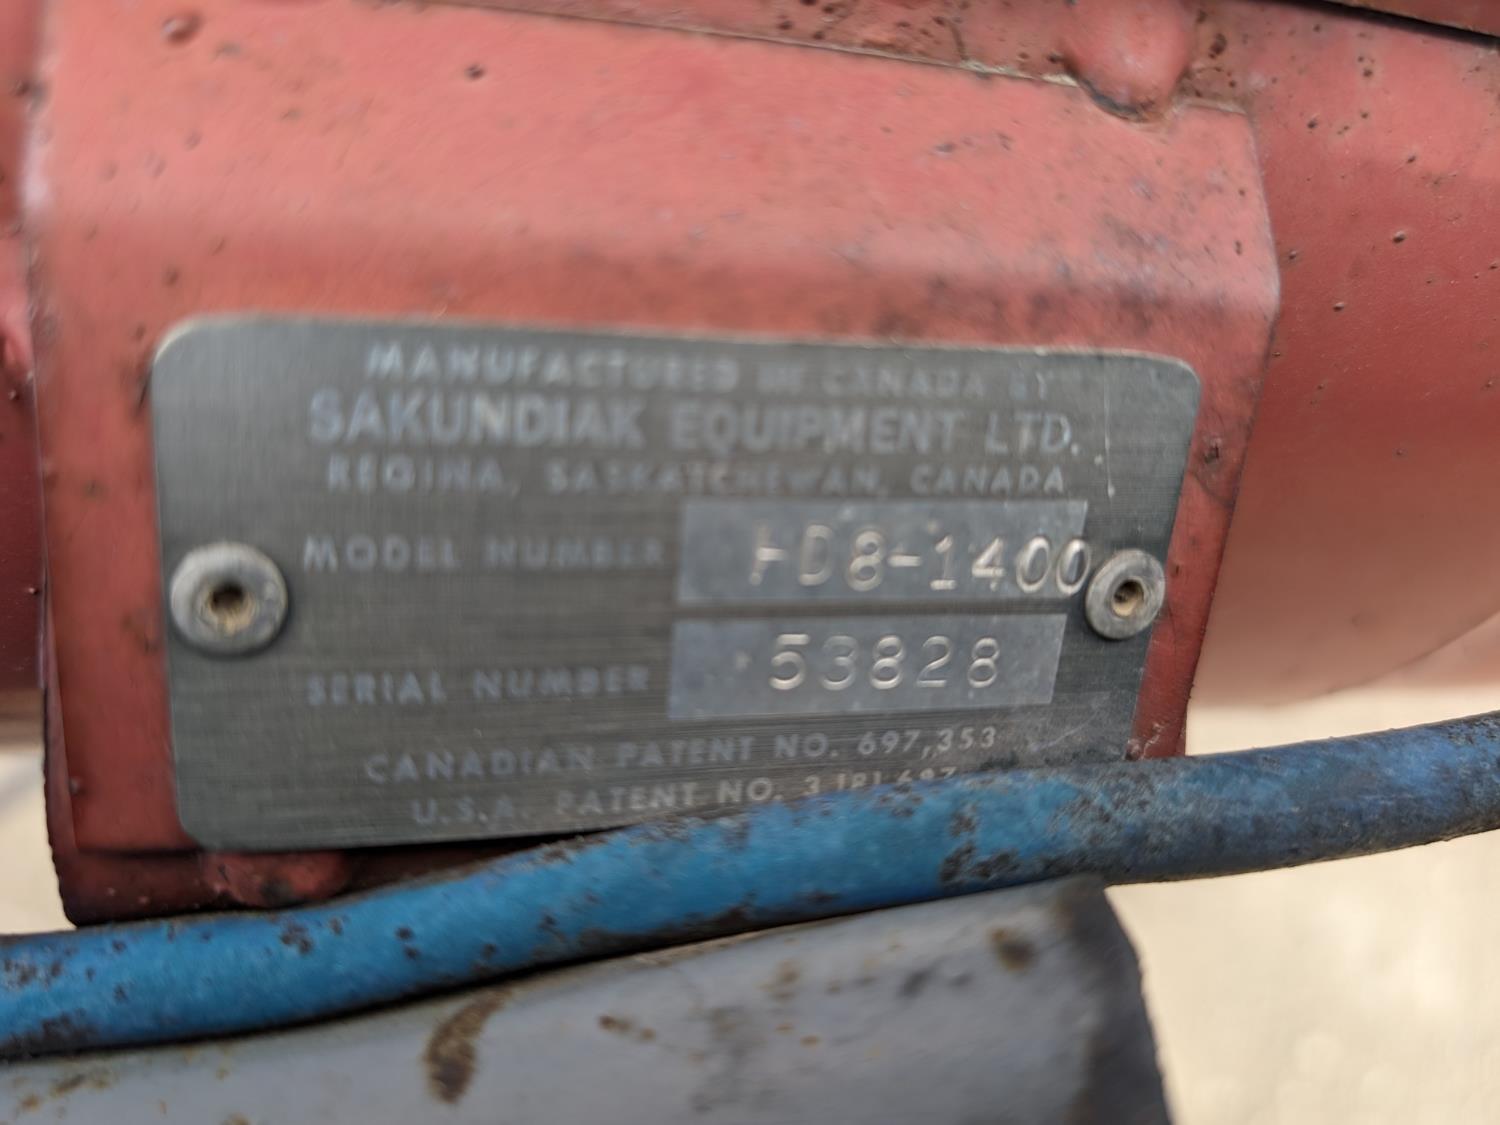 MANUFACTURED IN CANADA BY
SAKUNDIAK EQUIPMENT LTD.
REGINA, SASKATCHEWAN, CANADA
MODEL NUMBER HD8-1400
SERIAL NUMBER 53828
CANADIAN PATENT NO. 697,353
U.S.A. PATENT NO.